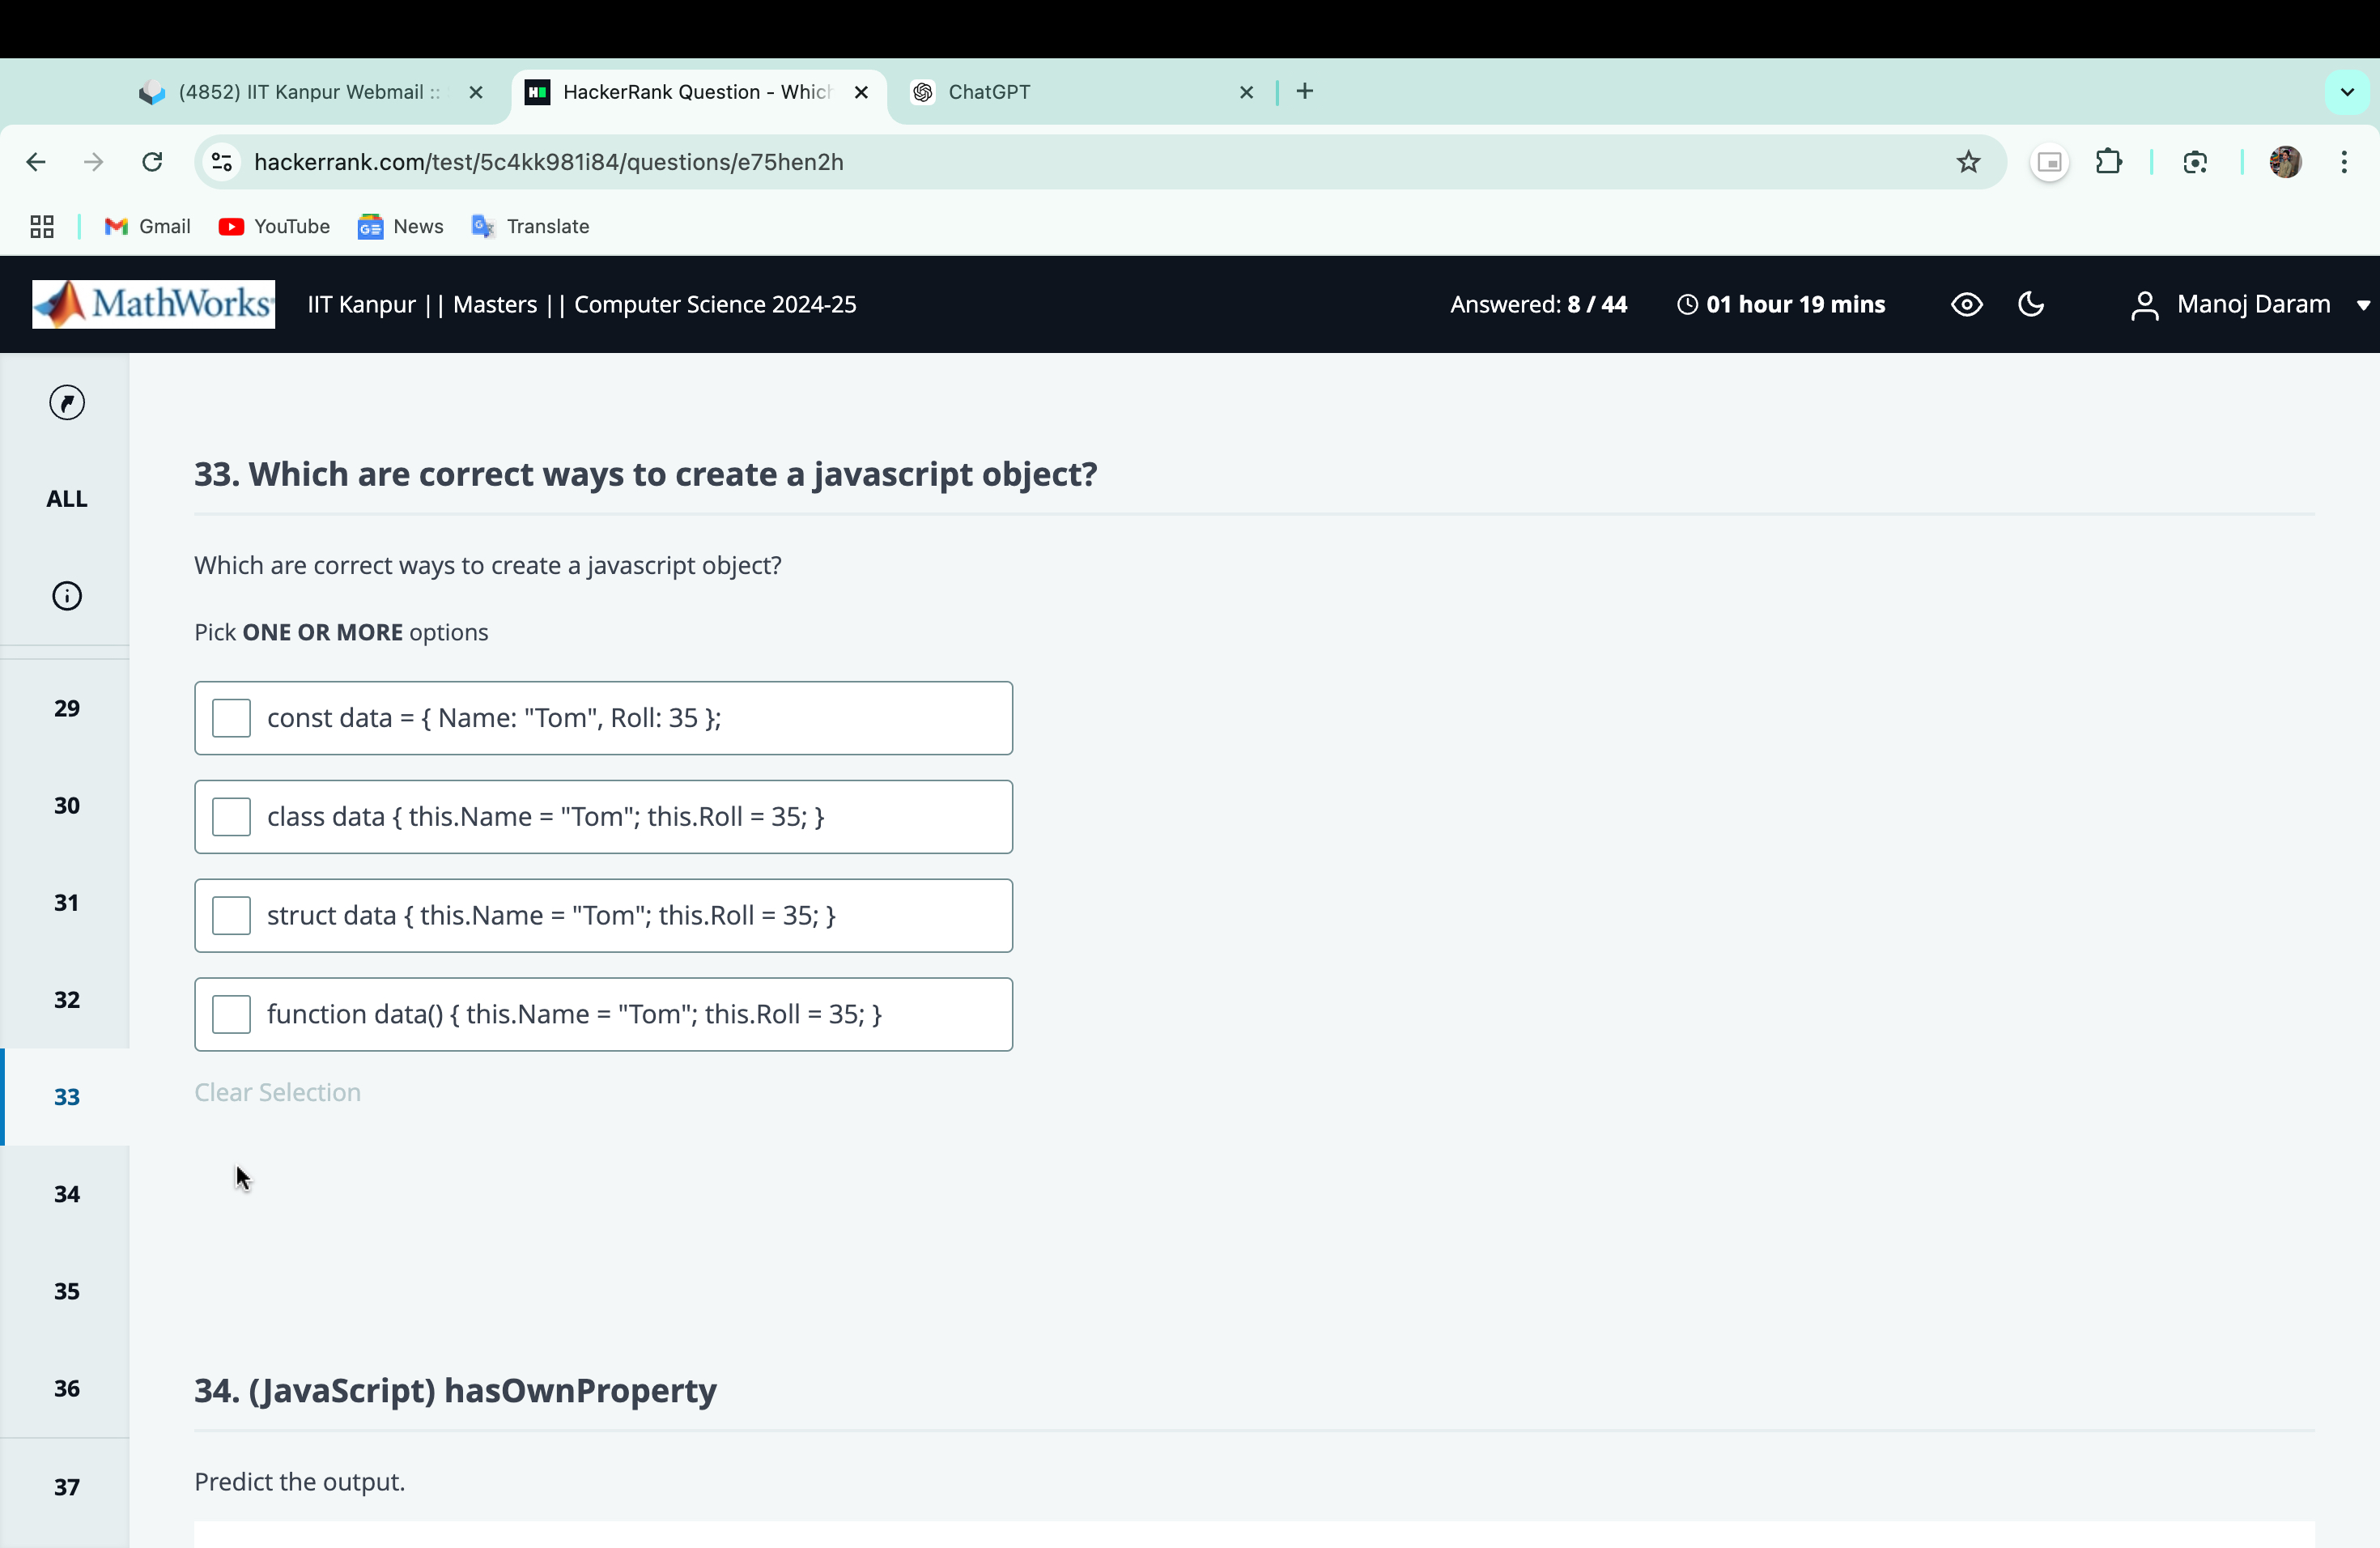 (4852) IIT Kanpur Webmail ::
HackerRank Question - Which
ChatGPT
hackerrank.com/test/5c4kk981i84/questions/e75hen2h
Gmail
YouTube
News
Translate
MathWorks
IIT Kanpur || Masters || Computer Science 2024-25
Answered: 8 / 44
01 hour 19 mins
Manoj Daram
ALL
29
30
31
32
33
34
35
36
37
33. Which are correct ways to create a javascript object?
Which are correct ways to create a javascript object?
Pick ONE OR MORE options
const data = { Name: "Tom", Roll: 35 };
class data { this.Name = "Tom"; this.Roll = 35; }
struct data { this.Name = "Tom"; this.Roll = 35; }
function data() { this.Name = "Tom"; this.Roll = 35; }
Clear Selection
34. (JavaScript) hasOwnProperty
Predict the output.